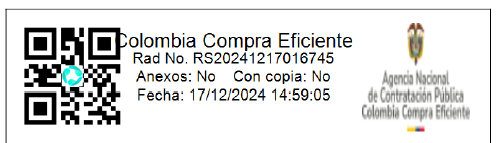 Colombia Compra Eficiente
Rad No. RS20241217016745
Anexos: No Con copia: No
Fecha: 17/12/2024 14:59:05
Agencia Nacional
de Contratación Pública
Colombia Compra Eficiente